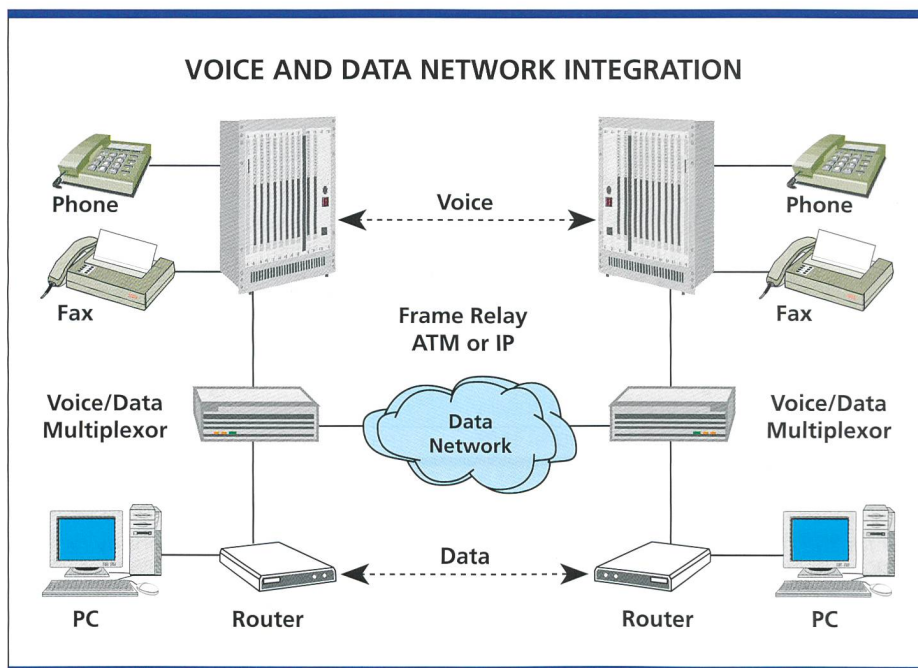 VOICE AND DATA NETWORK INTEGRATION
Phone
Voice
Phone
Fax
Fax
Frame Relay
ATM or IP
Voice/Data
Multiplexor
Data
Network
Voice/Data
Multiplexor
Data
PC
Router
Router
PC